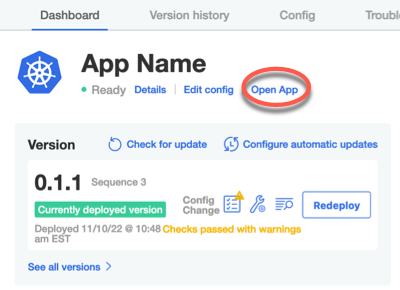 Dashboard Version history Config Troubl
App Name
Ready Details Edit config Open App
Version Check for update Configure automatic updates
0.1.1 Sequence 3
Config Change
Redeploy
Currently deployed version
Deployed 11/10/22 @ 10:48 am EST
Checks passed with warnings
See all versions